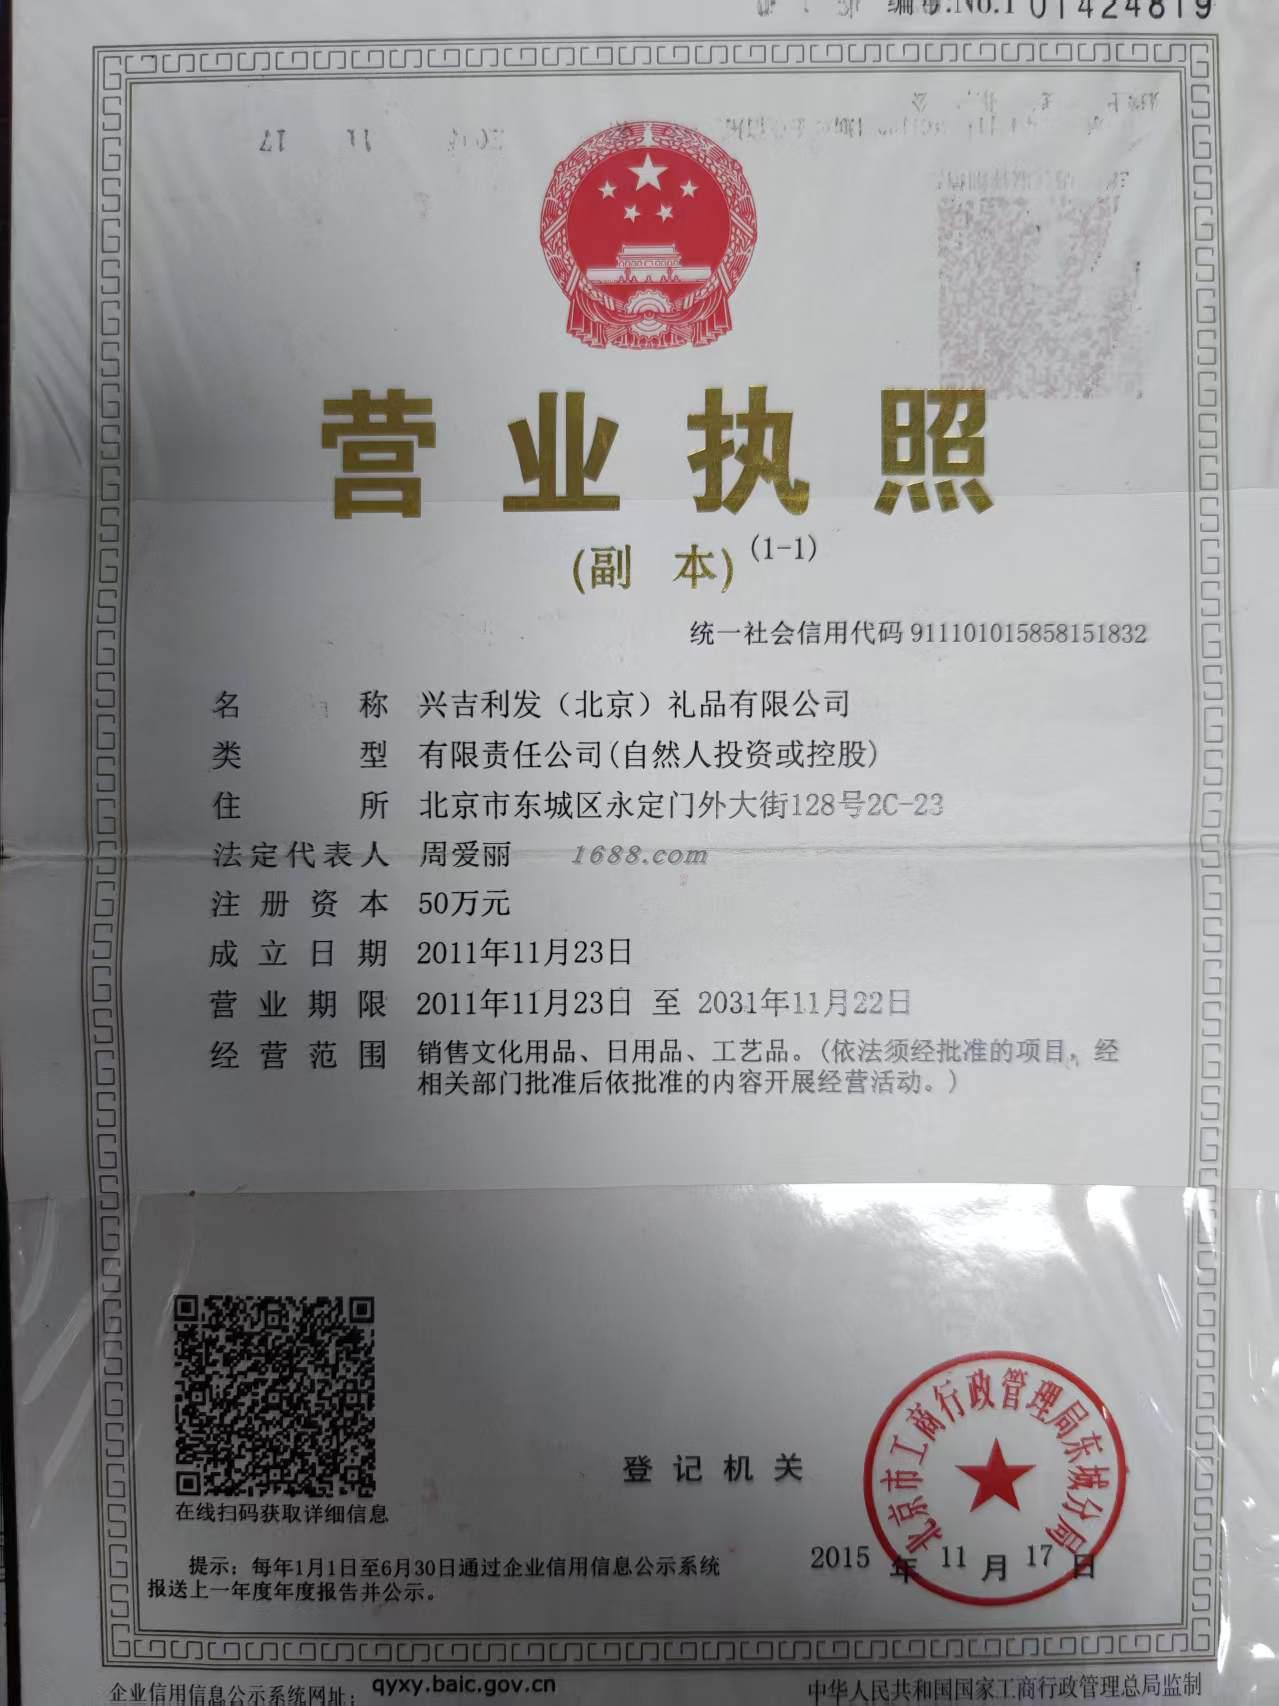 编号:No.1 01424819
营业执照
(副 本) (1-1)
统一社会信用代码 911101015858151832
名 称 兴吉利发（北京）礼品有限公司
类 型 有限责任公司(自然人投资或控股)
住 所 北京市东城区永定门外大街128号2C-23
法定代表人 周爱丽
1688.com
注册资本 50万元
成立日期 2011年11月23日
营业期限 2011年11月23日 至 2031年11月22日
经营范围 销售文化用品、日用品、工艺品。(依法须经批准的项目，经
相关部门批准后依批准的内容开展经营活动。)
在线扫码获取详细信息
登记机关
北京市工商行政管理局东城分局
2015 年 11 月 17 日
提示：每年1月1日至6月30日通过企业信用信息公示系统
报送上一年度年度报告并公示。
企业信用信息公示系统网址： qyxy.baic.gov.cn
中华人民共和国国家工商行政管理总局监制